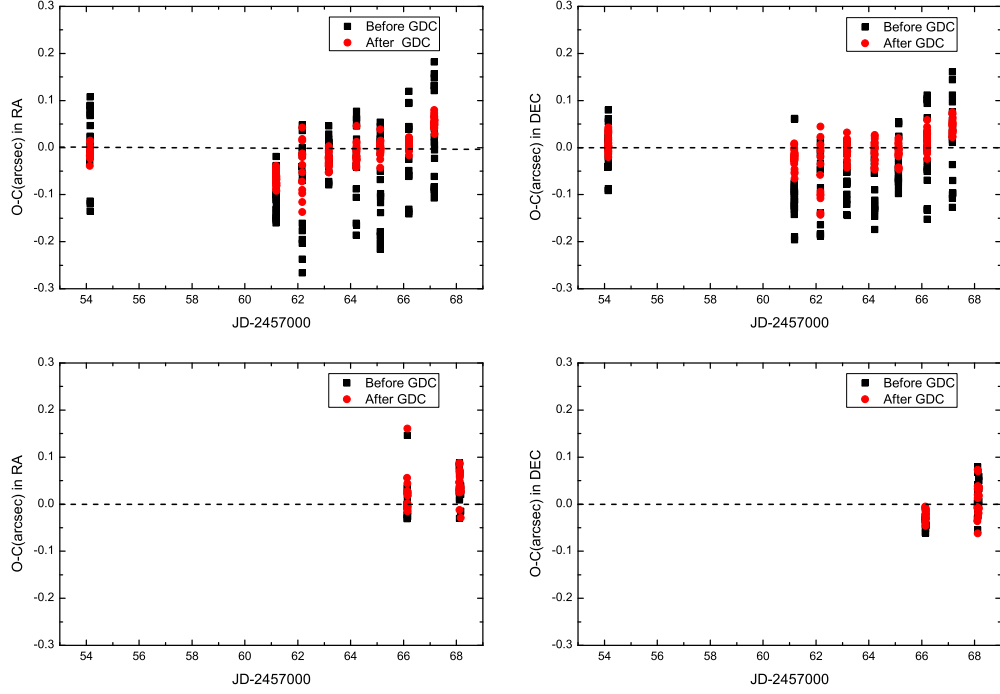 0.3
0.2
0.1
0.0
-0.1
-0.2
-0.3
O-C(arcsec) in RA
Before GDC
After GDC
54 56 58 60 62 64 66 68
JD-2457000
0.3
0.2
0.1
0.0
-0.1
-0.2
-0.3
O-C(arcsec) in DEC
Before GDC
After GDC
54 56 58 60 62 64 66 68
JD-2457000
0.3
0.2
0.1
0.0
-0.1
-0.2
-0.3
O-C(arcsec) in RA
Before GDC
After GDC
54 56 58 60 62 64 66 68
JD-2457000
0.3
0.2
0.1
0.0
-0.1
-0.2
-0.3
O-C(arcsec) in DEC
Before GDC
After GDC
54 56 58 60 62 64 66 68
JD-2457000